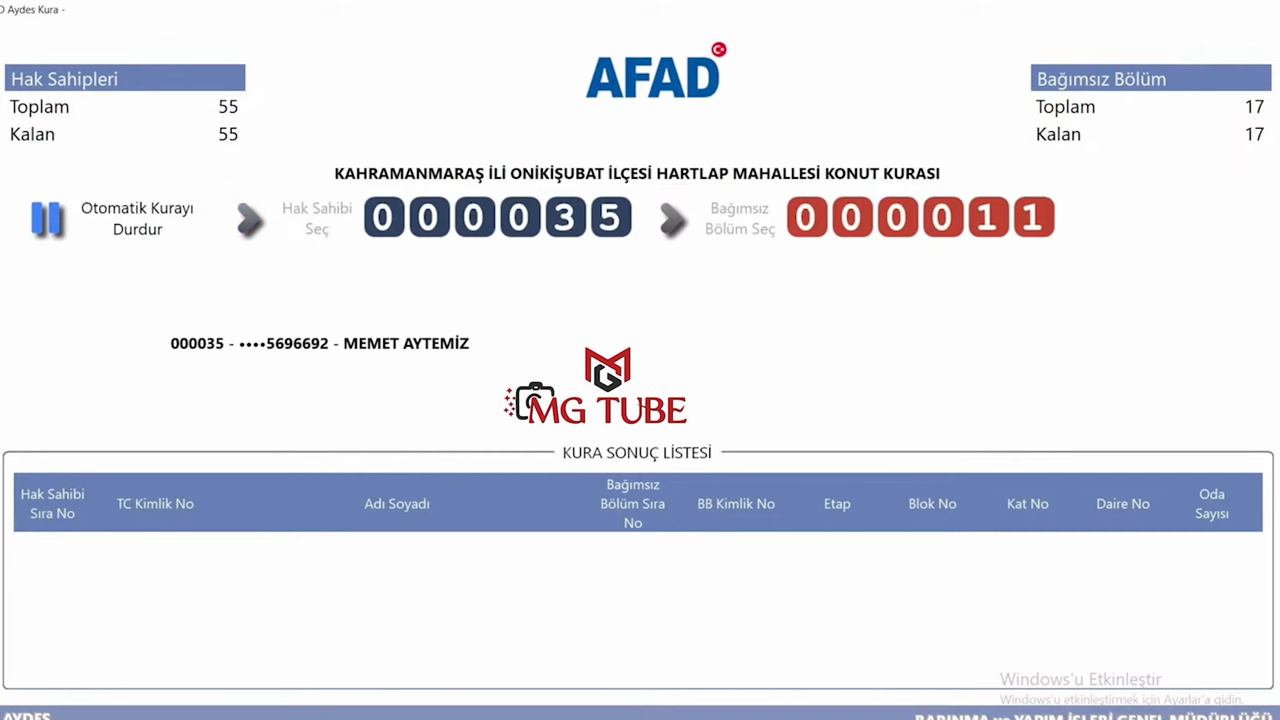 Aydes Kura -
AFAD
Hak Sahipleri
Toplam 55
Kalan 55
Bağımsız Bölüm
Toplam 17
Kalan 17
KAHRAMANMARAŞ İLİ ONİKİŞUBAT İLÇESİ HARTLAP MAHALLESİ KONUT KURASI
Otomatik Kurayı
Durdur
Hak Sahibi
Seç
000035
Bağımsız
Bölüm Seç
000011
000035 - ••••5696692 - MEMET AYTEMİZ
MG TUBE
KURA SONUÇ LİSTESİ
Hak Sahibi
Sıra No
TC Kimlik No
Adı Soyadı
Bağımsız
Bölüm Sıra
No
BB Kimlik No
Etap
Blok No
Kat No
Daire No
Oda
Sayısı
Windows'u Etkinleştir
Windows'u etkinleştirmek için Ayarlar'a gidin.
AYDES
BARINMA ve YAPIM İŞLERİ GENEL MÜDÜRLÜĞÜ